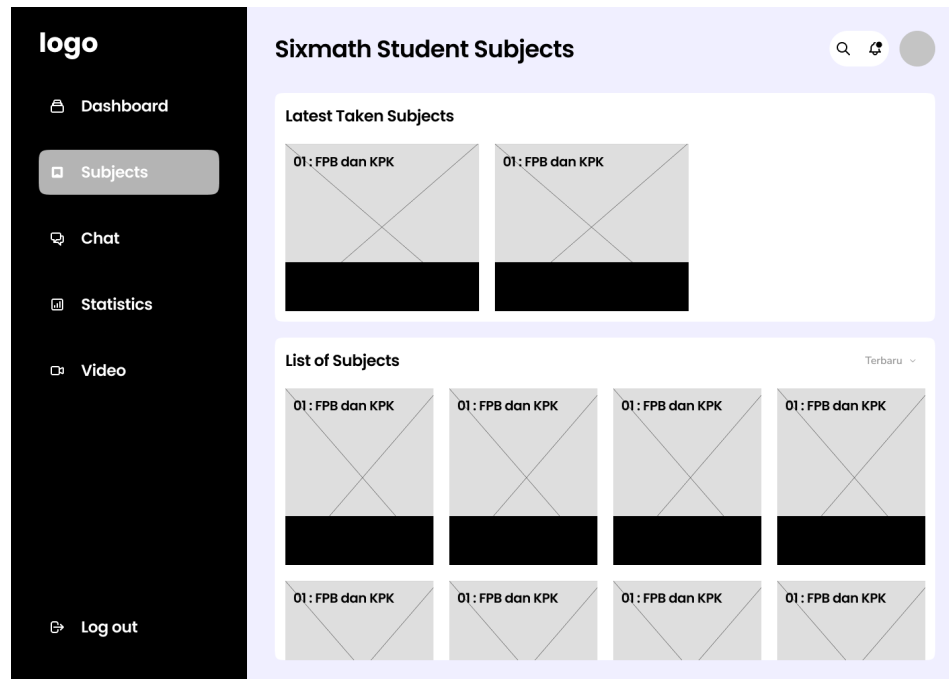 logo
Dashboard
Subjects
Chat
Statistics
Video
Log out
Sixmath Student Subjects
Latest Taken Subjects
01 : FPB dan KPK
01 : FPB dan KPK
List of Subjects
Terbaru
01 : FPB dan KPK
01 : FPB dan KPK
01 : FPB dan KPK
01 : FPB dan KPK
01 : FPB dan KPK
01 : FPB dan KPK
01 : FPB dan KPK
01 : FPB dan KPK